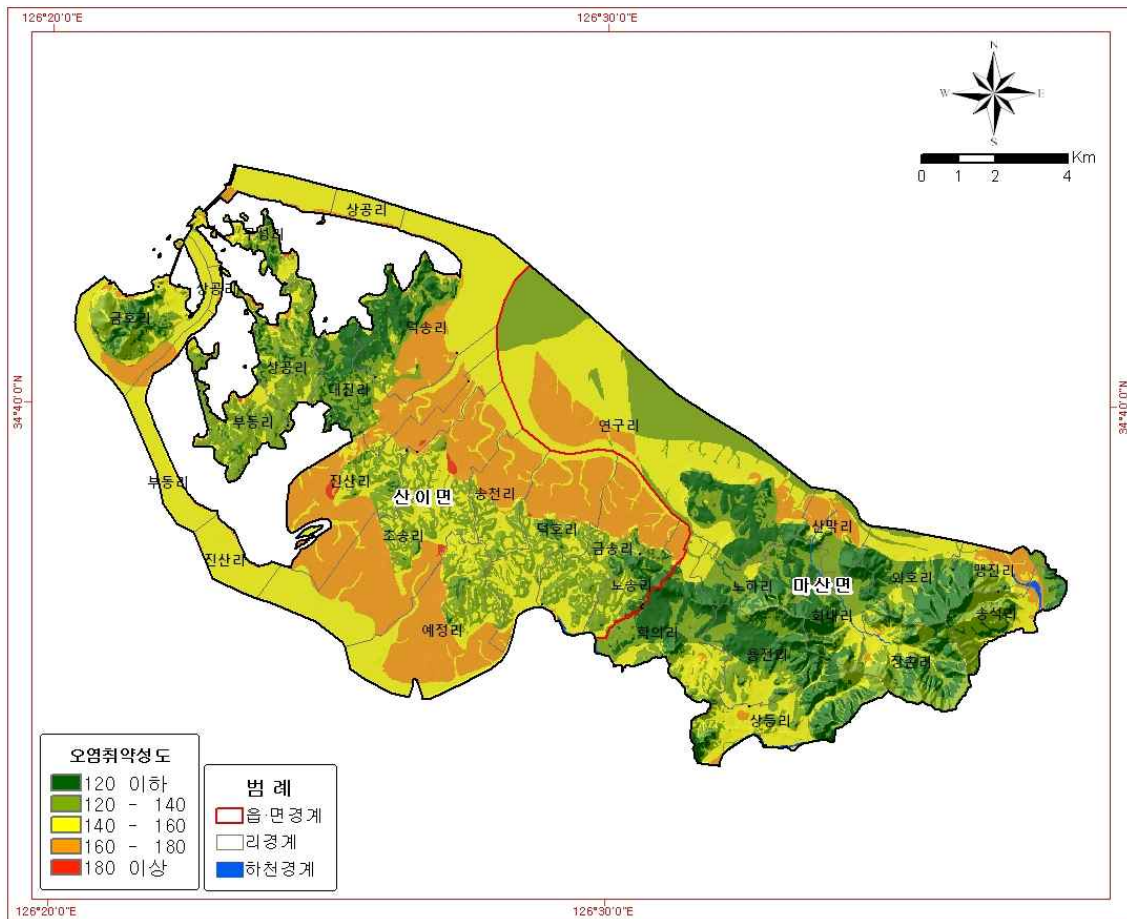 126°20'0"E
126°30'0"E
N
W E
S
Km
0 1 2 4
상공리
구성리
상공리
금호리
덕송리
상공리
대진리
34°40'0"N
34°40'0"N
부동리
연구리
부동리
진산리
산이면
송천리
산막리
조송리
덕호리
금송리
진산리
맹진리
외호리
노송리
노하리
마산면
송석리
화내리
예정리
학의리
용전리
장촌리
상등리
오염취약성도
120 이하
120 - 140
140 - 160
160 - 180
180 이상
범 례
읍·면경계
리경계
하천경계
126°20'0"E
126°30'0"E